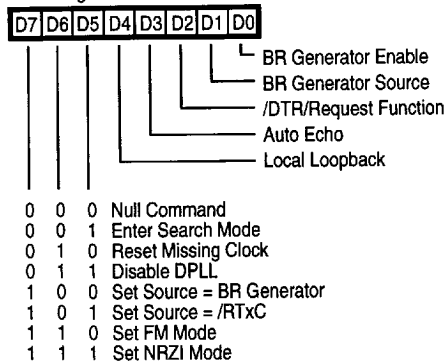 D7 D6 D5 D4 D3 D2 D1 D0
BR Generator Enable
BR Generator Source
/DTR/Request Function
Auto Echo
Local Loopback
0 0 0 Null Command
0 0 1 Enter Search Mode
0 1 0 Reset Missing Clock
0 1 1 Disable DPLL
1 0 0 Set Source = BR Generator
1 0 1 Set Source = /RTxC
1 1 0 Set FM Mode
1 1 1 Set NRZI Mode